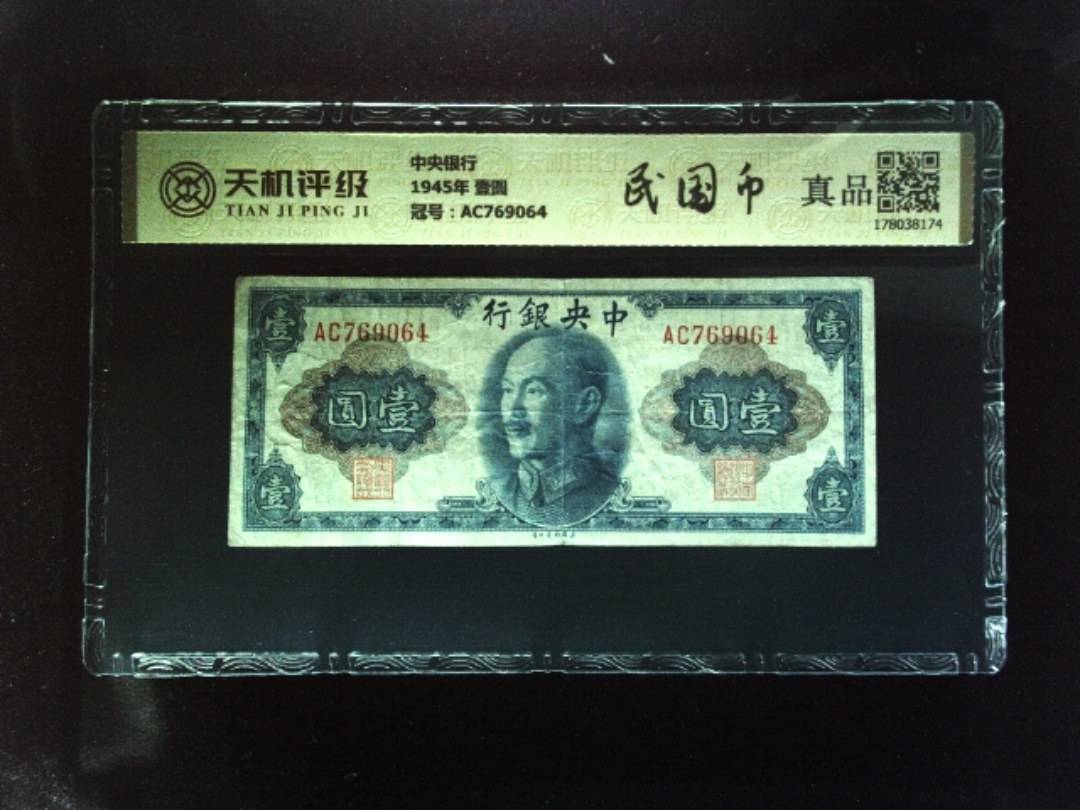 天机评级
TIAN JI PING JI
中央银行
1945年 壹圆
冠号：AC769064
民国币
真品
178038174
行銀央中
壹
壹
AC769064
AC769064
圆壹
圆壹
壹
壹